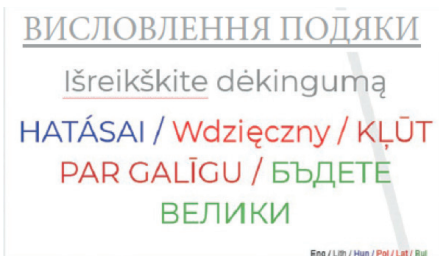 ВИСЛОВЛЕННЯ ПОДЯКИ
Išreikškite dėkingumą
HATÁSAI / Wdzięczny / KĻŪT
PAR GALĪGU / БЪДЕТЕ
ВЕЛИКИ
Eng / Lith / Hun / Pol / Lat / Bul